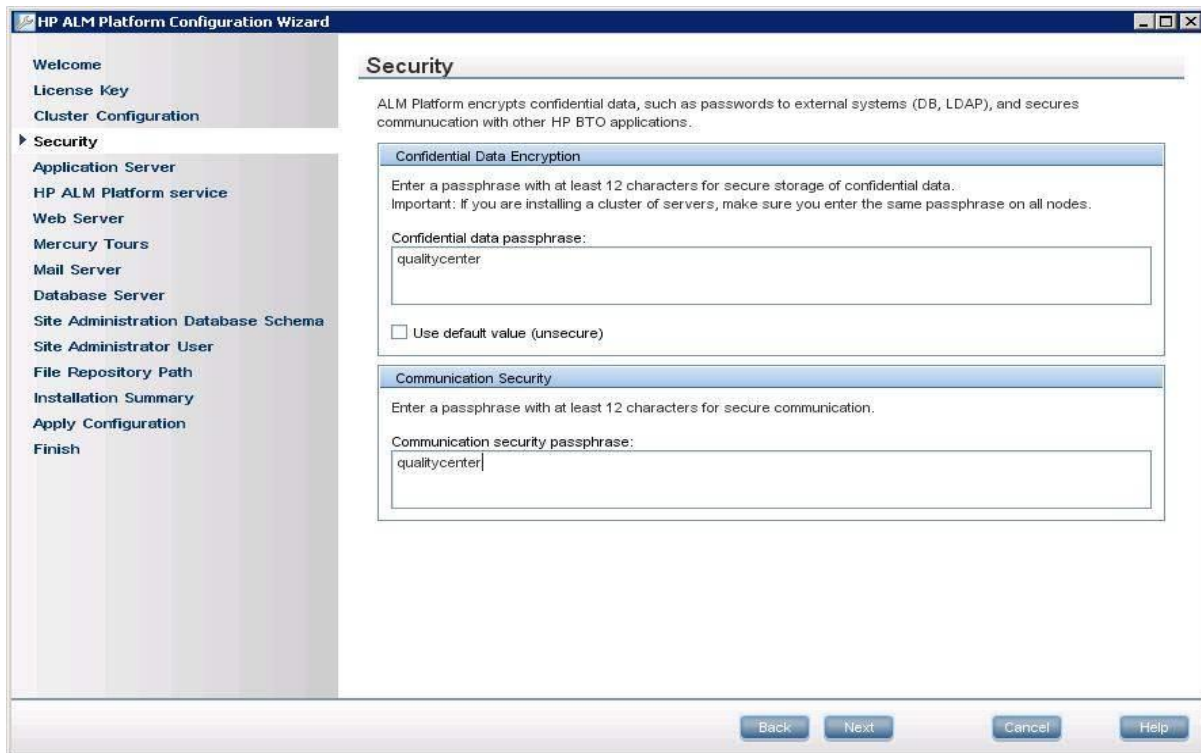 HP ALM Platform Configuration Wizard
Welcome
License Key
Cluster Configuration
Security
Application Server
HP ALM Platform service
Web Server
Mercury Tours
Mail Server
Database Server
Site Administration Database Schema
Site Administrator User
File Repository Path
Installation Summary
Apply Configuration
Finish
Security
ALM Platform encrypts confidential data, such as passwords to external systems (DB, LDAP), and secures
communucation with other HP BTO applications.
Confidential Data Encryption
Enter a passphrase with at least 12 characters for secure storage of confidential data.
Important: If you are installing a cluster of servers, make sure you enter the same passphrase on all nodes.
Confidential data passphrase:
qualitycenter
Use default value (unsecure)
Communication Security
Enter a passphrase with at least 12 characters for secure communication.
Communication security passphrase:
qualitycenter
Back
Next
Cancel
Help